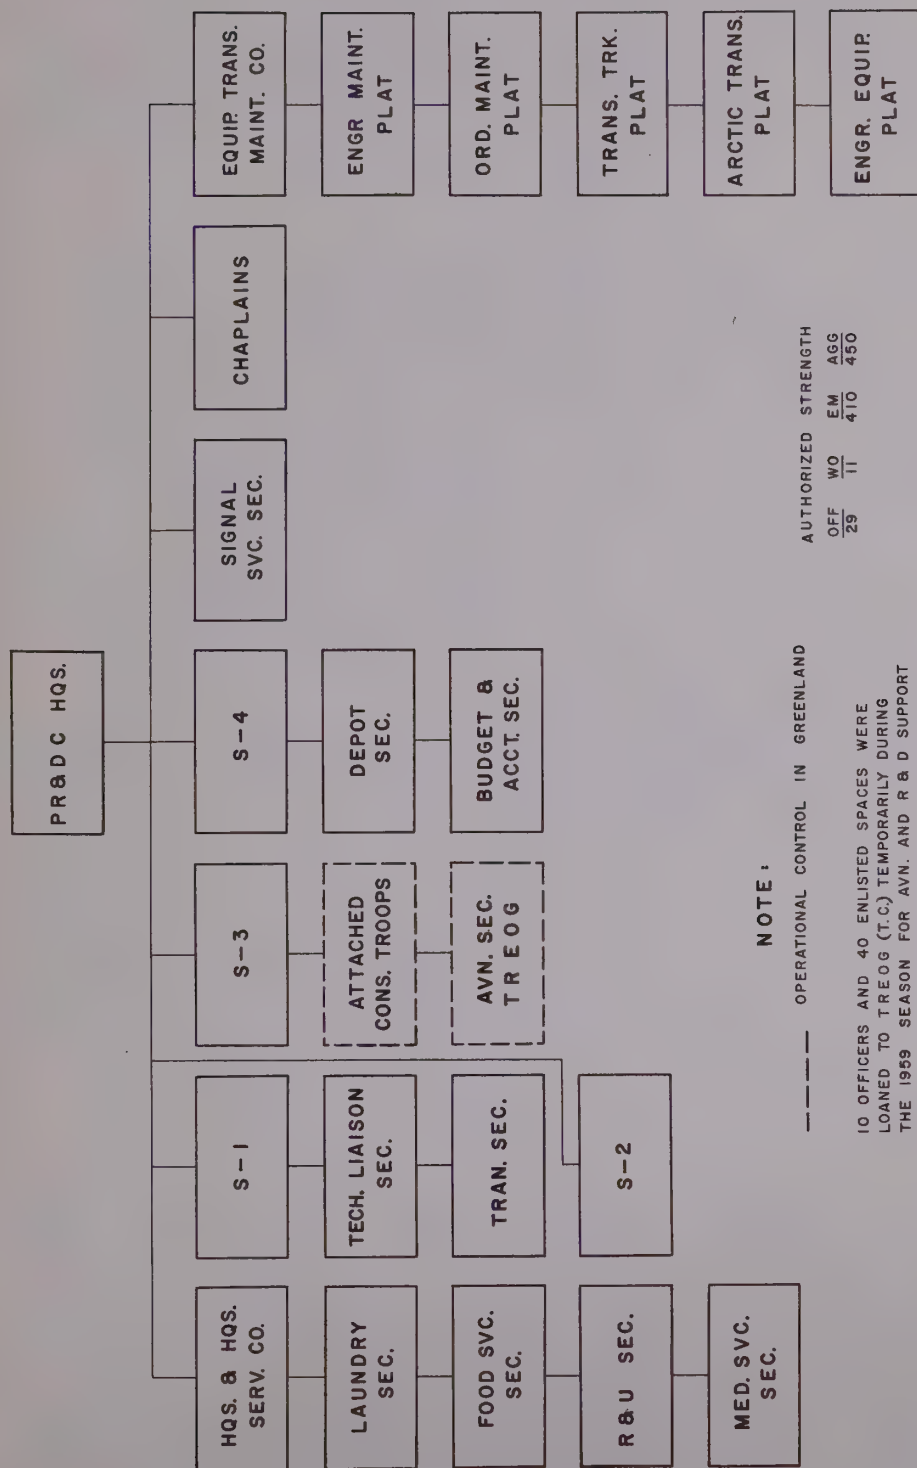 PR&DC HQS.
HQS. & HQS.
SERV. CO.
LAUNDRY
SEC.
FOOD SVC.
SEC.
R&U SEC.
MED. SVC.
SEC.
S-1
TECH. LIAISON
SEC.
TRAN. SEC.
S-2
S-3
ATTACHED
CONS. TROOPS
AVN. SEC.
TREOG
S-4
DEPOT
SEC.
BUDGET &
ACCT. SEC.
SIGNAL
SVC. SEC.
CHAPLAINS
EQUIP. TRANS.
MAINT. CO.
ENGR MAINT.
PLAT
ORD. MAINT.
PLAT
TRANS. TRK.
PLAT
ARCTIC TRANS.
PLAT
ENGR. EQUIP.
PLAT
NOTE:
OPERATIONAL CONTROL IN GREENLAND
10 OFFICERS AND 40 ENLISTED SPACES WERE
LOANED TO TREOG (T.C.) TEMPORARILY DURING
THE 1959 SEASON FOR AVN. AND R & D SUPPORT
AUTHORIZED STRENGTH
OFF WO EM AGG
29 11 410 450